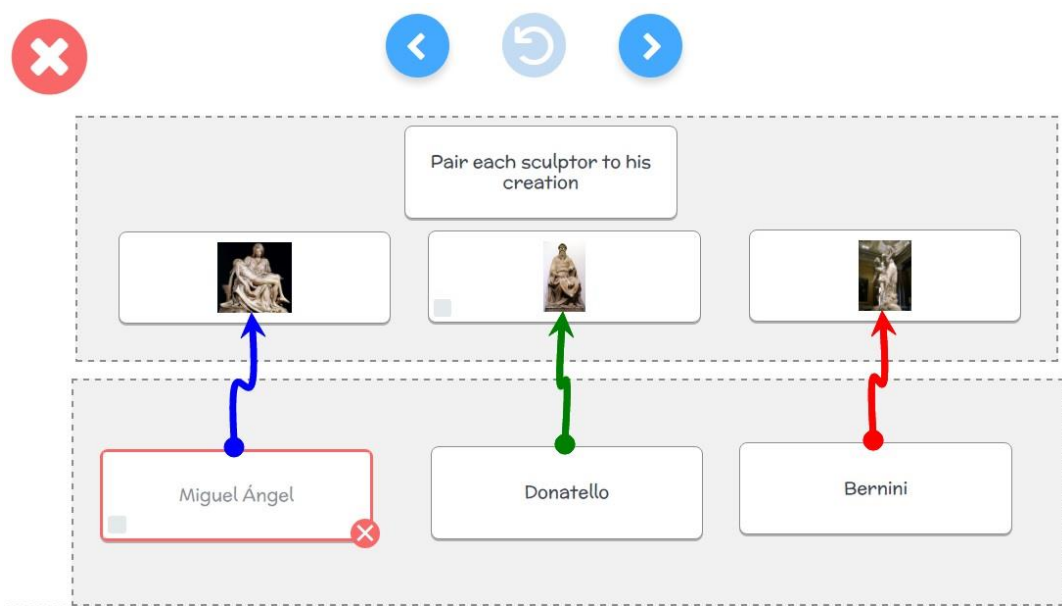 Pair each sculptor to his
creation
Miguel Ángel
Donatello
Bernini